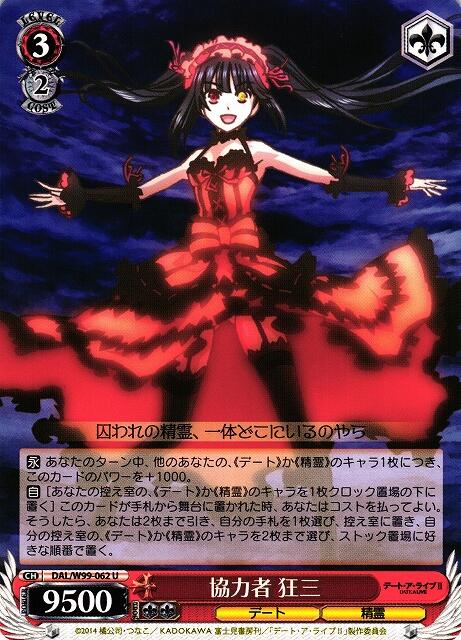 LEVEL
3
2
COST
囚われの精霊、一体どこにいるのやら
永 あなたのターン中、他のあなたの、《デート》か《精霊》のキャラ1枚につき、
このカードのパワーを+1000。
自 [あなたの控え室の、《デート》か《精霊》のキャラを1枚クロック置場の下に
置く] このカードが手札から舞台に置かれた時、あなたはコストを払ってよい。
そうしたら、あなたは2枚まで引き、自分の手札を1枚選び、控え室に置き、自
分の控え室の、《デート》か《精霊》のキャラを2枚まで選び、ストック置場に好
きな順番で置く。
CH DAL/W99-062 U
POWER
9500
協力者 狂三
デート・ア・ライブⅡ
DATE A LIVE
デート
精霊
©2014 橘公司・つなこ／KADOKAWA 富士見書房刊／「デート・ア・ライブⅡ」製作委員会